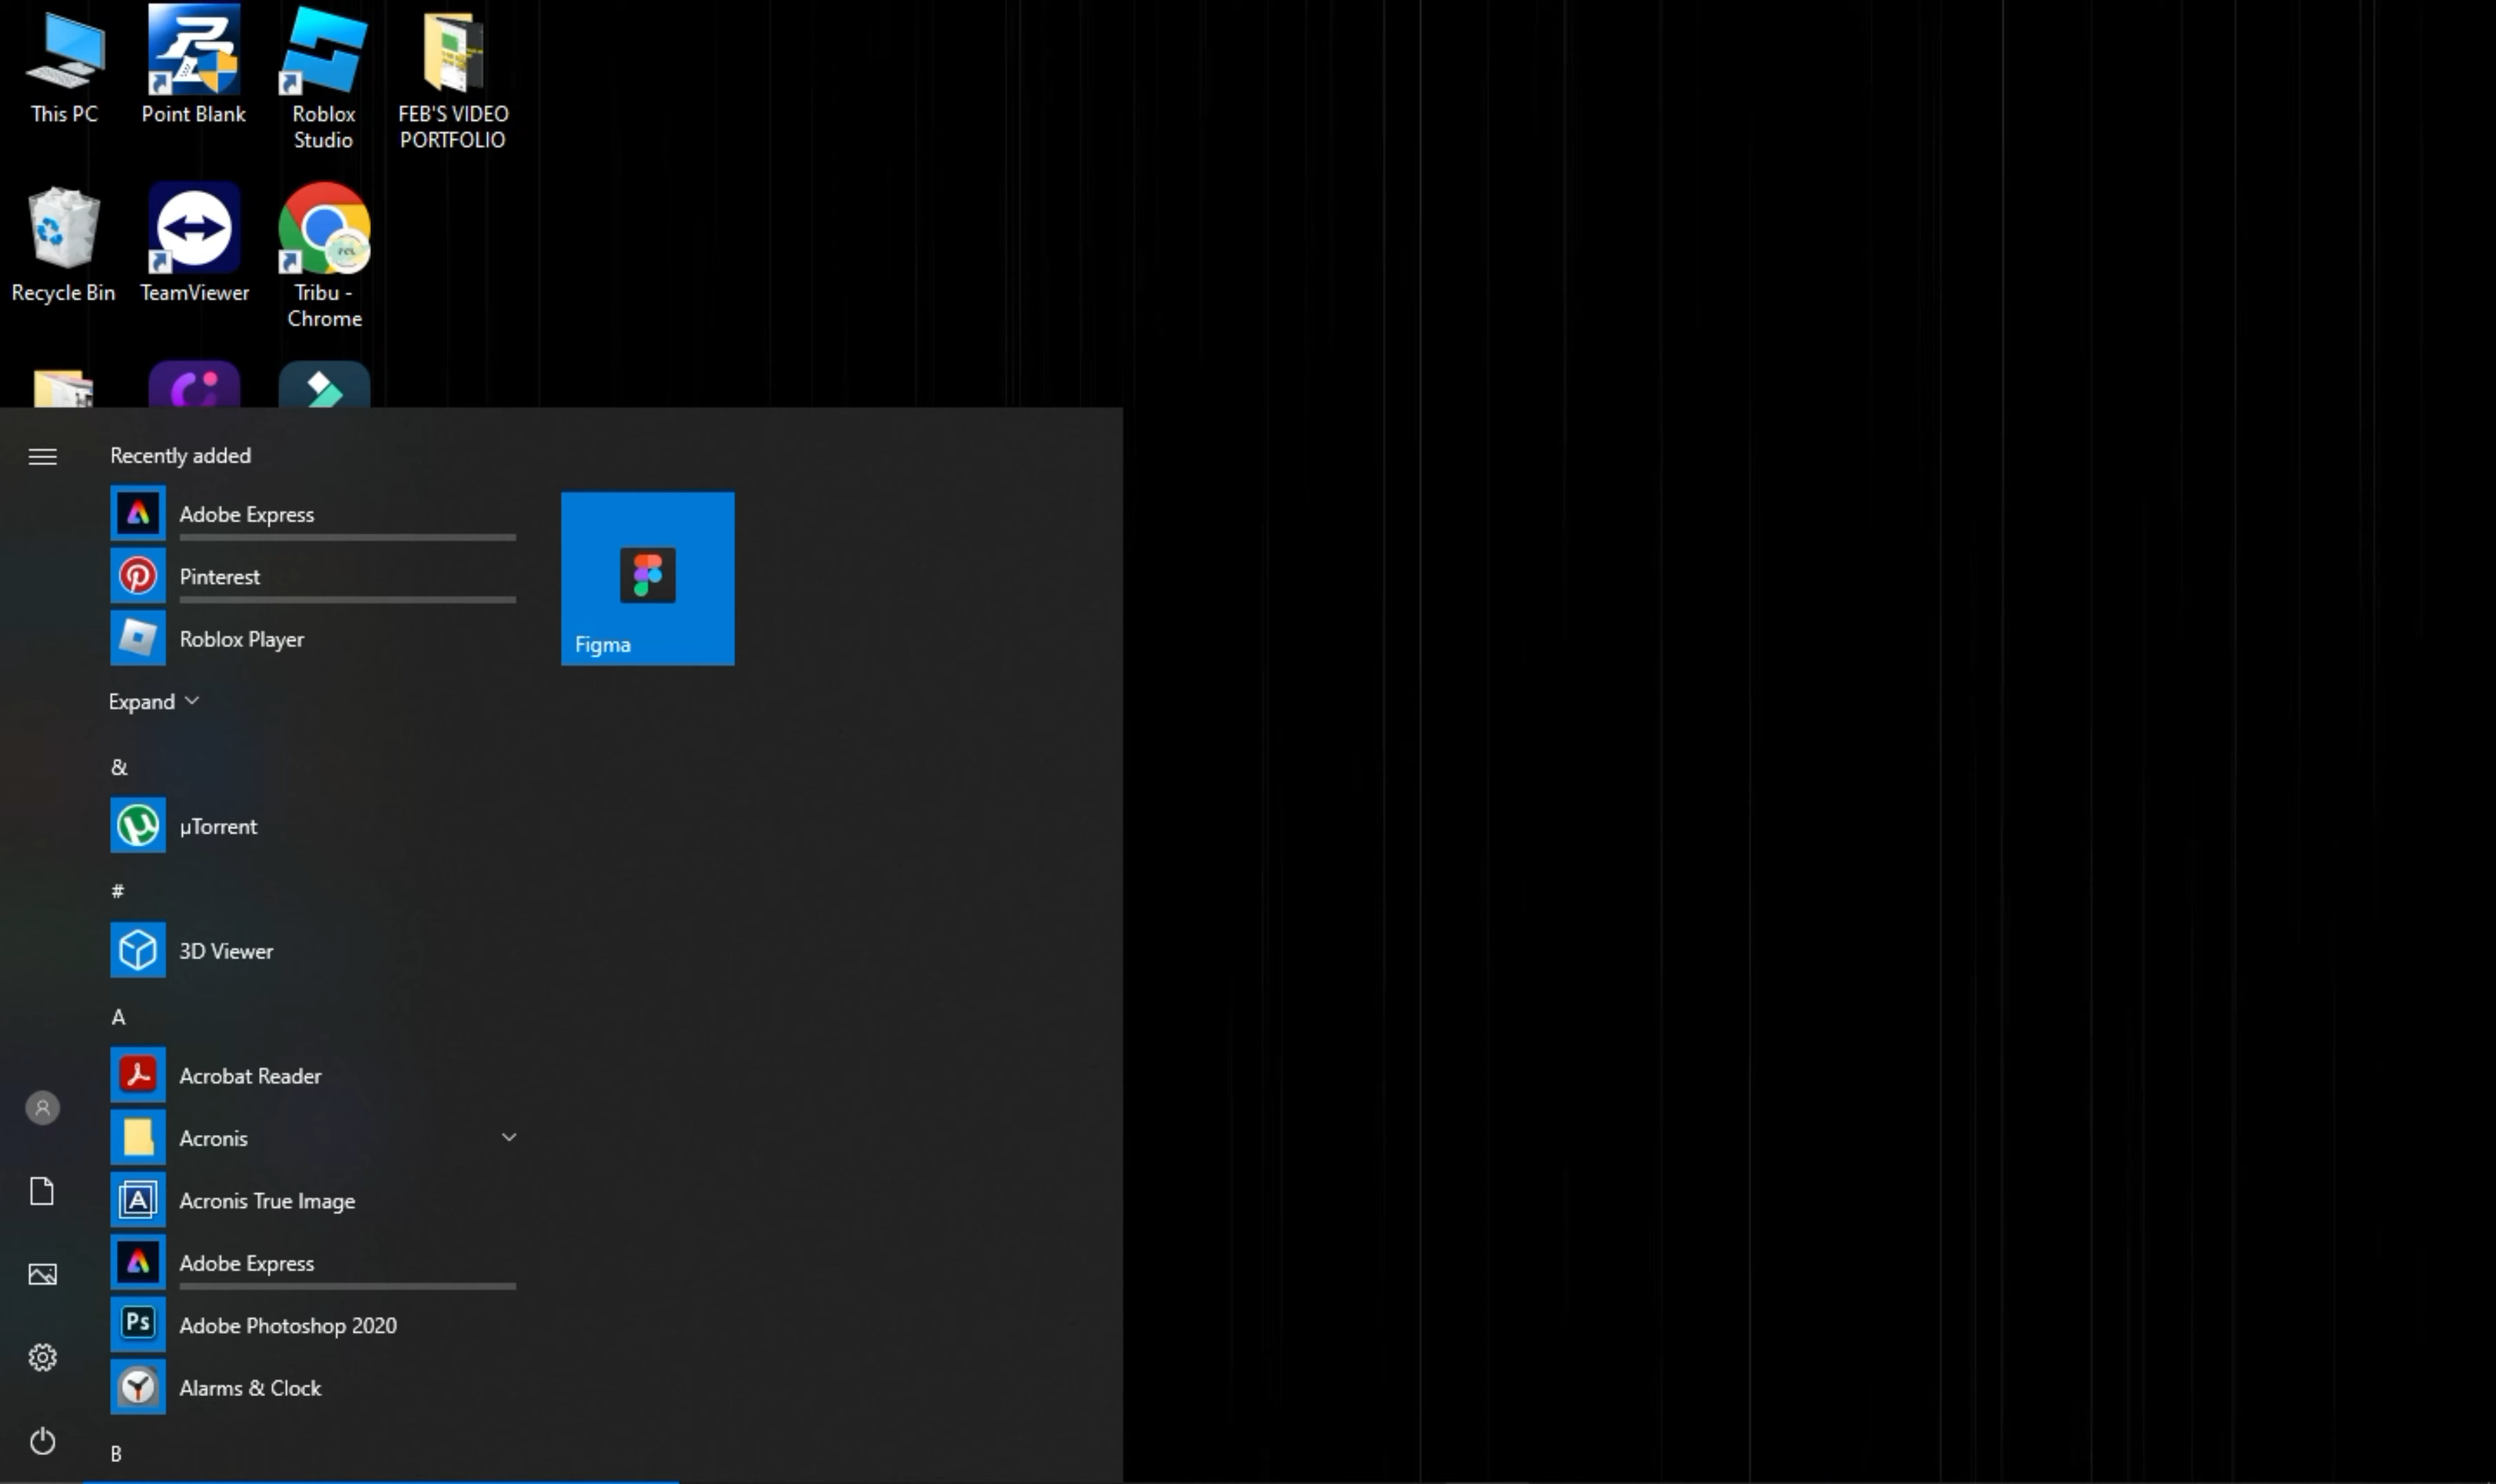 This PC
Point Blank
Roblox
Studio
FEB'S VIDEO
PORTFOLIO
Recycle Bin
TeamViewer
Tribu -
Chrome
Recently added
Adobe Express
Pinterest
Roblox Player
Figma
Expand
&
µTorrent
#
3D Viewer
A
Acrobat Reader
Acronis
Acronis True Image
Adobe Express
Ps
Adobe Photoshop 2020
Alarms & Clock
B